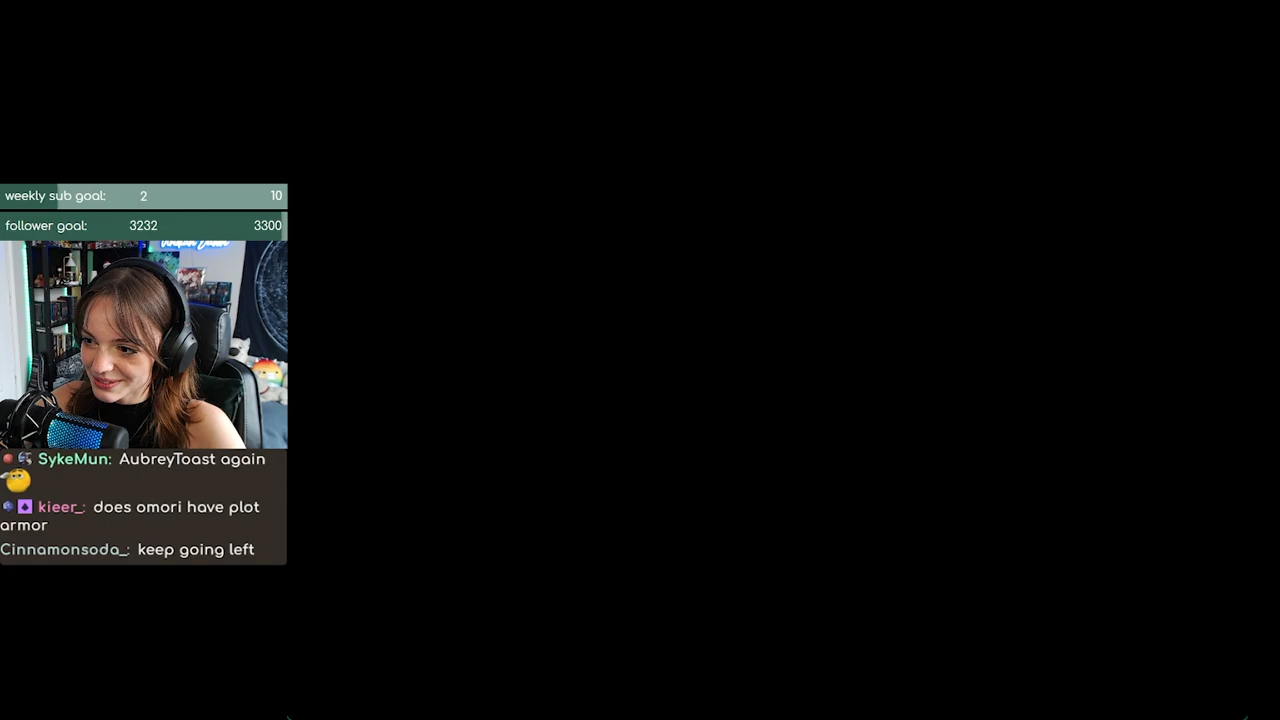 weekly sub goal: 2 10
follower goal: 3232 3300
SykeMun: AubreyToast again
kieer_: does omori have plot
armor
Cinnamonsoda_: keep going left